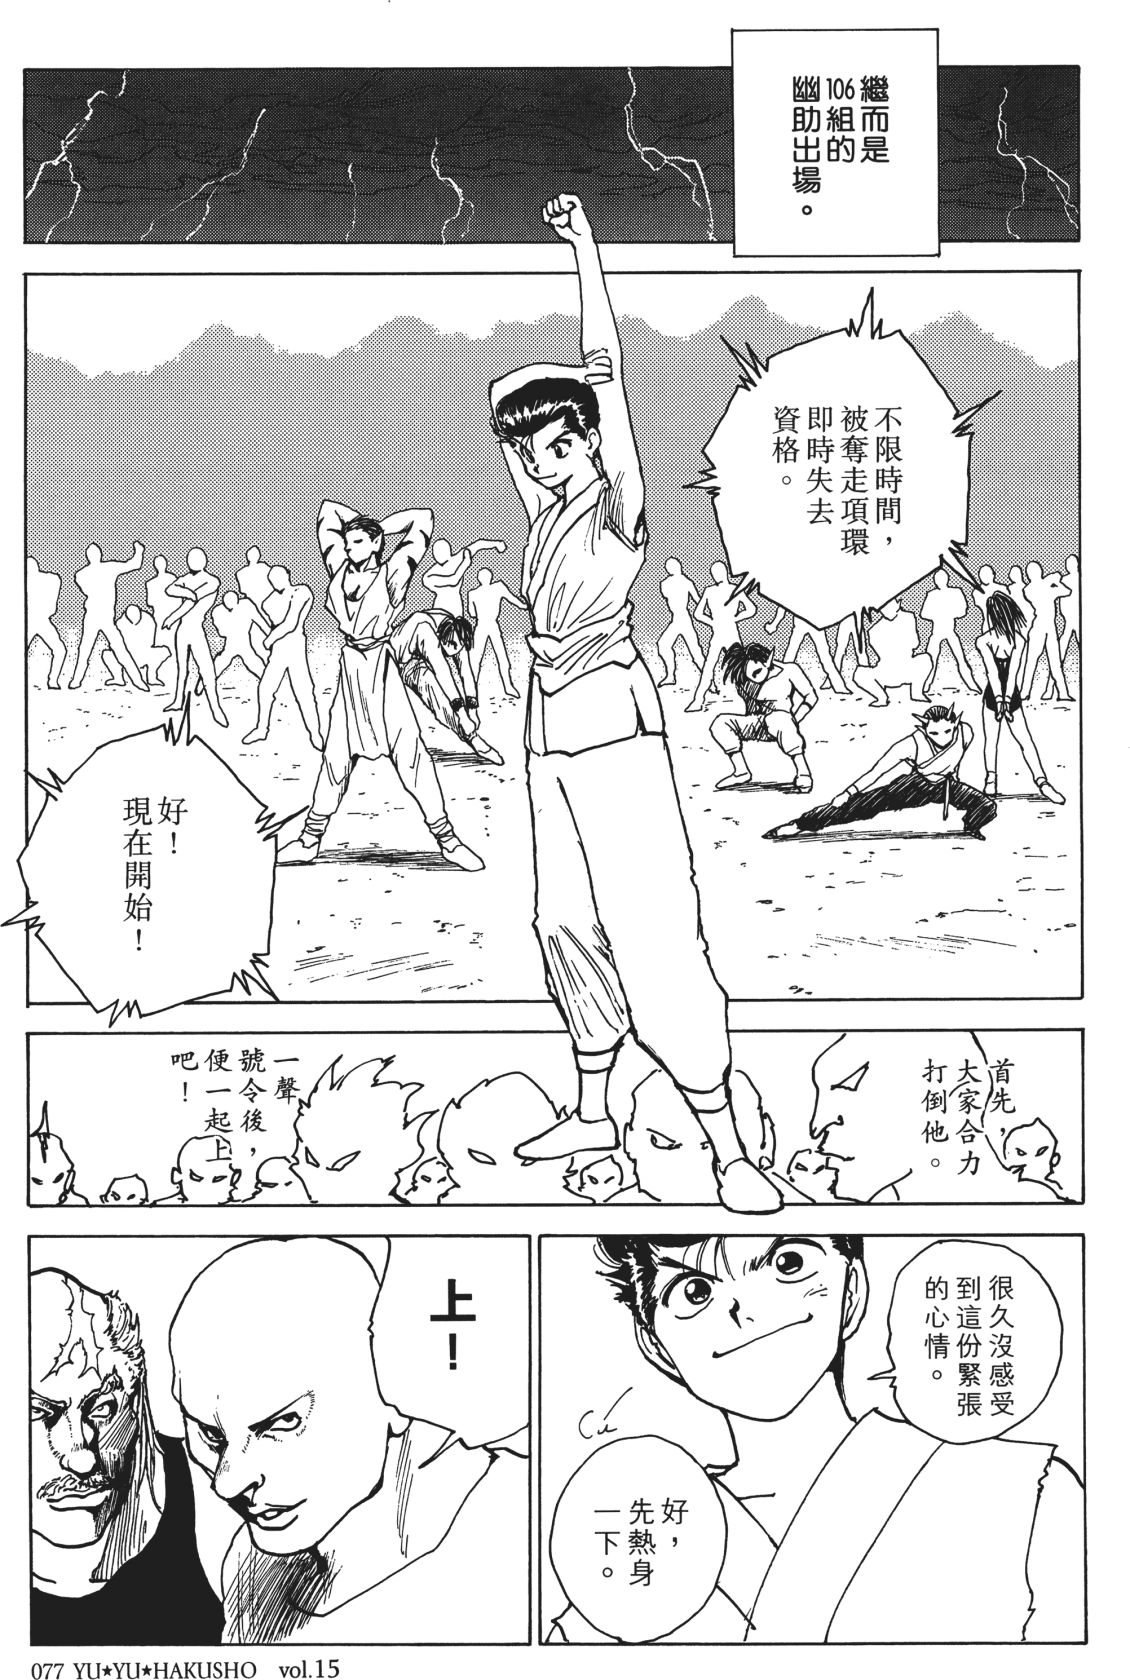 繼而是
106組的
幽助出場。
不限時間，
被奪走項環
即時失去
資格。
好！
現在開始！
首先，
大家合力
打倒他。
一聲
號令後，
便一起上
吧！
很久沒感受
到這份緊張
的心情。
好，
先熱身
一下。
上！
077 YU★YU★HAKUSHO vol.15